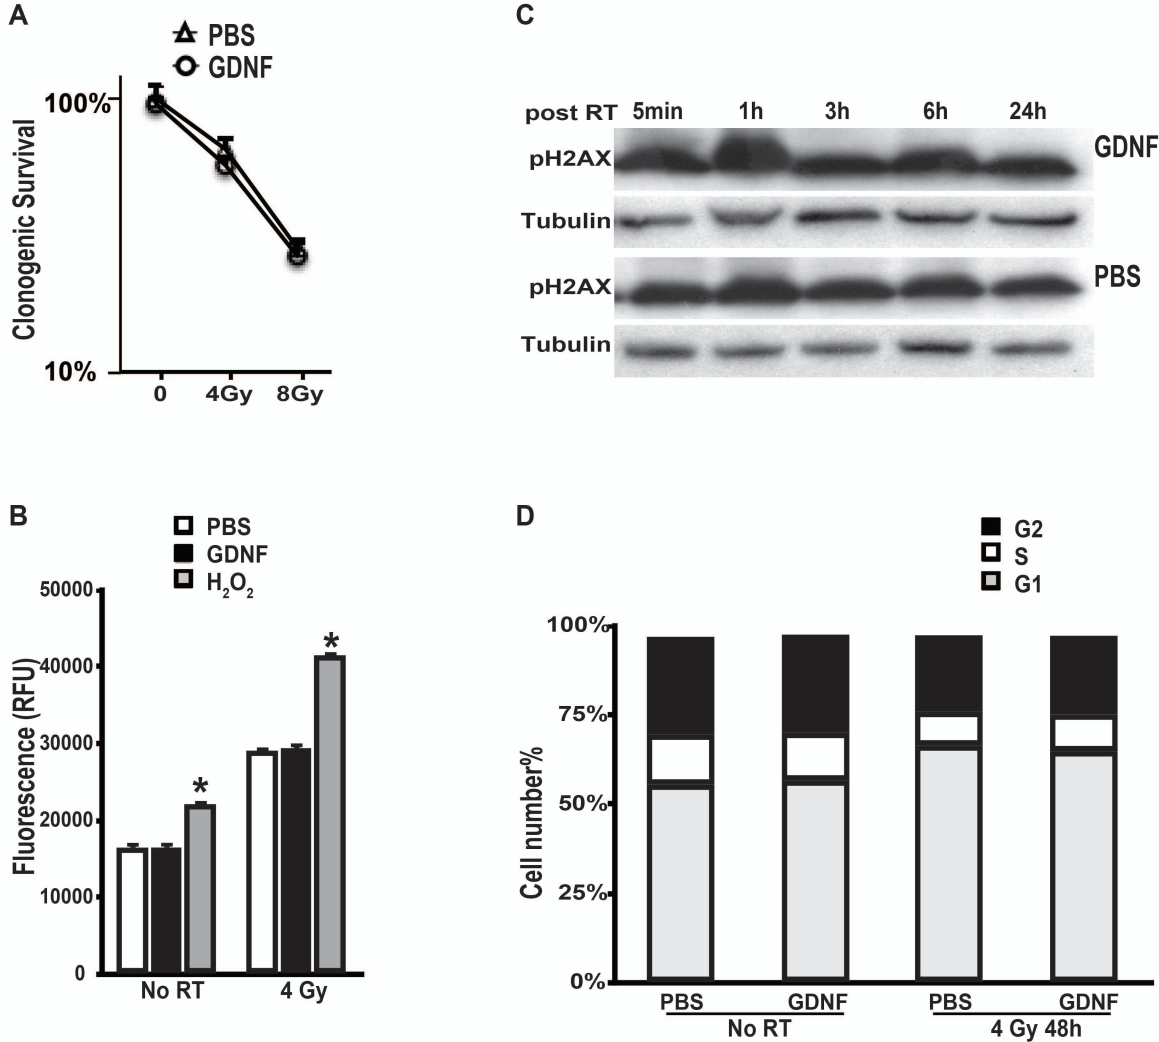 A
PBS
GDNF
100%
10%
Clonogenic Survival
0 4Gy 8Gy
C
post RT 5min 1h 3h 6h 24h
pH2AX GDNF
Tubulin
pH2AX PBS
Tubulin
B
PBS
GDNF
H2O2
50000
40000
30000
20000
10000
0
Fluorescence (RFU)
*
*
No RT 4 Gy
D
G2
S
G1
100%
75%
50%
25%
0%
Cell number%
PBS GDNF PBS GDNF
No RT 4 Gy 48h